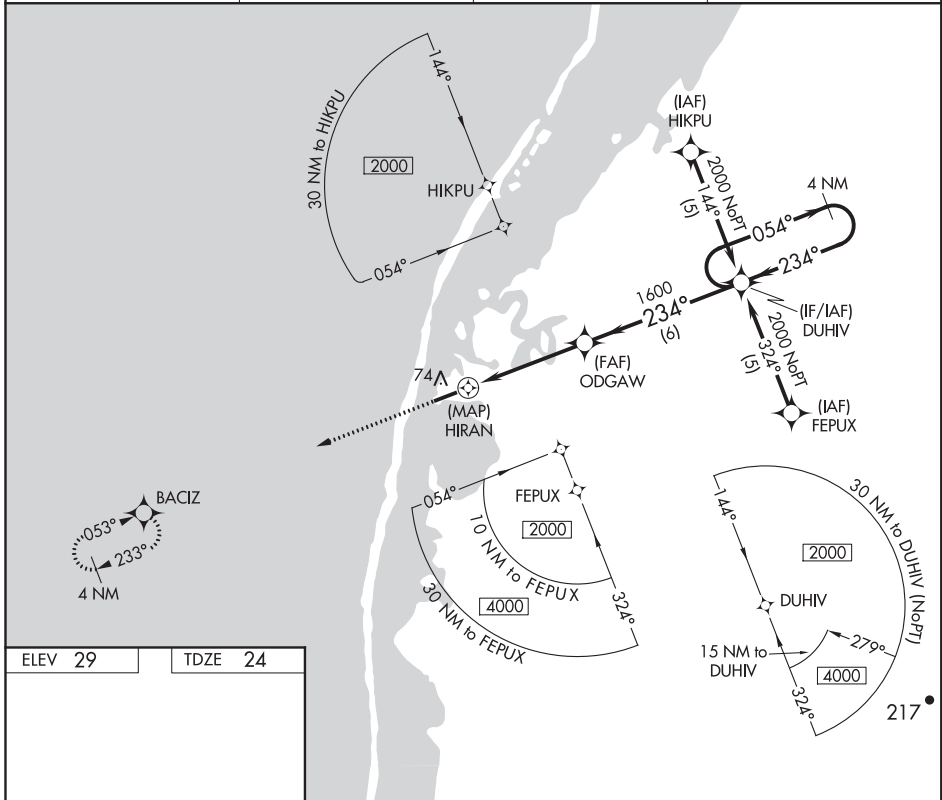 144°
30 NM to HIKPU
2000
HIKPU
054°
(IAF)
HIKPU
2000 NoPT
144°
(5)
4 NM
054°
234°
(IF/IAF)
DUHIV
1600
234°
(6)
2000 NoPT
324°
(5)
(FAF)
ODGAW
(IAF)
FEPUX
74
(MAP)
HIRAN
BACIZ
053°
233°
4 NM
054°
FEPUX
2000
10 NM to FEPUX
4000
30 NM to FEPUX
324°
144°
30 NM to DUHIV (NoPT)
2000
DUHIV
15 NM to
DUHIV
279°
4000
324°
217
ELEV 29
TDZE 24